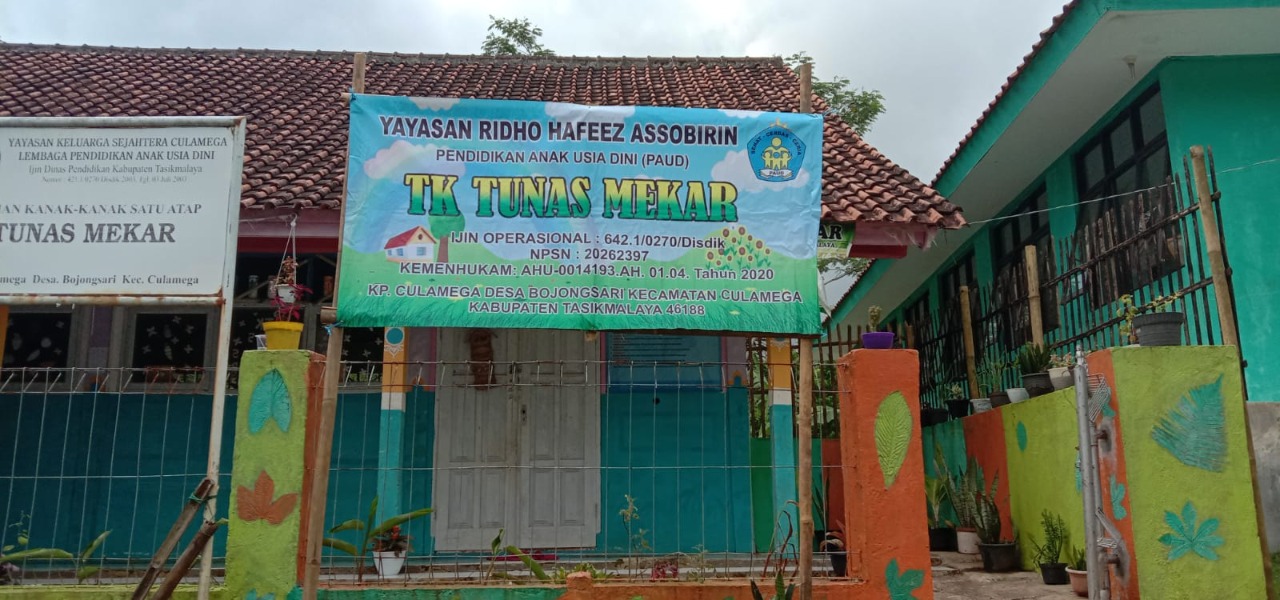 YAYASAN KELUARGA SEJAHTERA CULAMEGA
LEMBAGA PENDIDIKAN ANAK USIA DINI
Ijin Dinas Pendidikan Kabupaten Tasikmalaya
KANAK-KANAK SATU ATAP
TUNAS MEKAR
Desa. Bojongsari Kec. Culamega
YAYASAN RIDHO HAFEEZ ASSOBIRIN
PENDIDIKAN ANAK USIA DINI (PAUD)
TK TUNAS MEKAR
IJIN OPERASIONAL : 642.1/0270/Disdik
NPSN : 20262397
KEMENHUKAM: AHU-0014193.AH. 01.04. Tahun 2020
KP. CULAMEGA DESA BOJONGSARI KECAMATAN CULAMEGA
KABUPATEN TASIKMALAYA 46188
PAUD